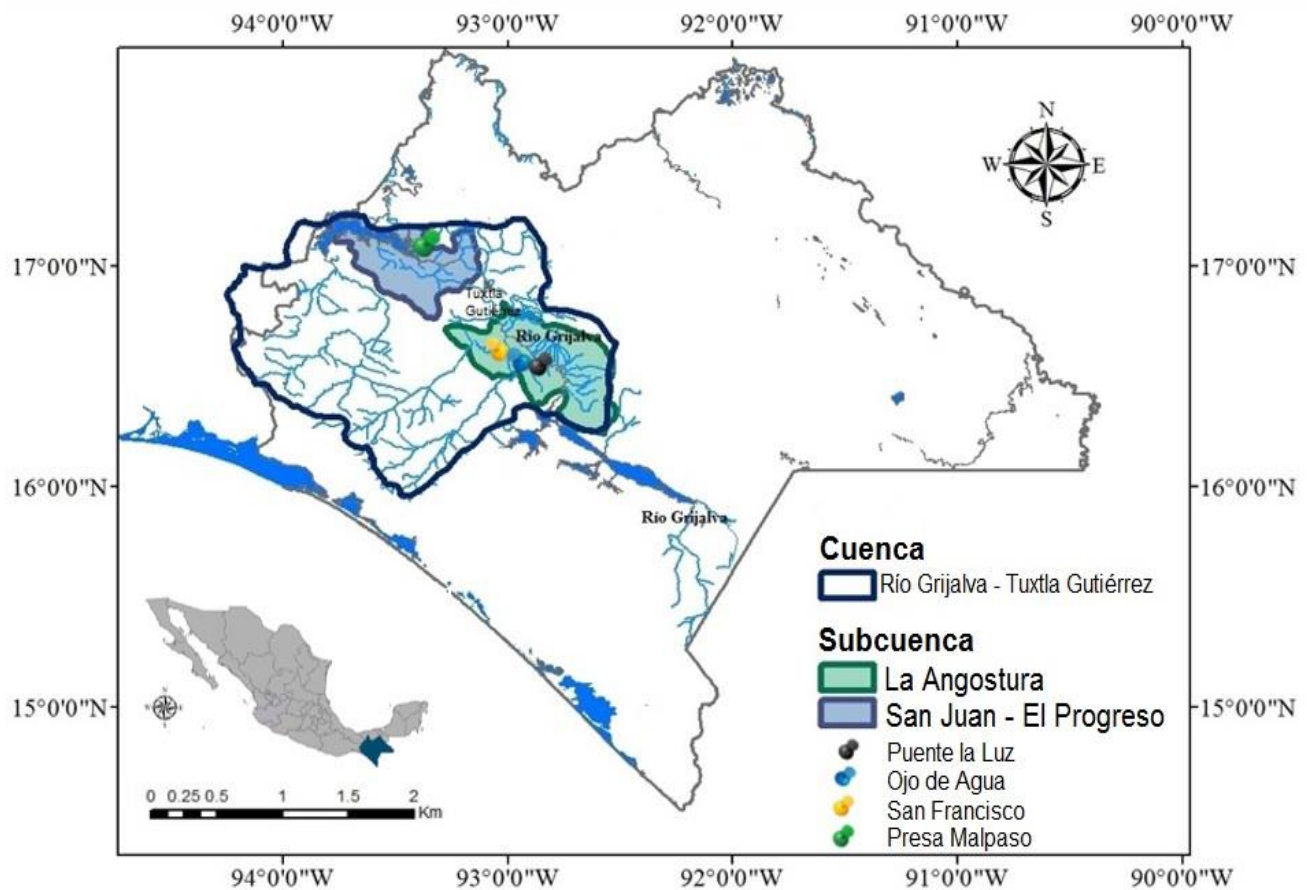 94°0'0"W 93°0'0"W 92°0'0"W 91°0'0"W 90°0'0"W
N
W E
S
17°0'0"N 17°0'0"N
Tuxtla
Gutiérrez
Río Grijalva
16°0'0"N 16°0'0"N
Río Grijalva
Cuenca
Río Grijalva - Tuxtla Gutiérrez
Subcuenca
La Angostura
15°0'0"N 15°0'0"N
San Juan - El Progreso
Puente la Luz
Ojo de Agua
San Francisco
Presa Malpaso
0 0.25 0.5 1 1.5 2
Km
94°0'0"W 93°0'0"W 92°0'0"W 91°0'0"W 90°0'0"W